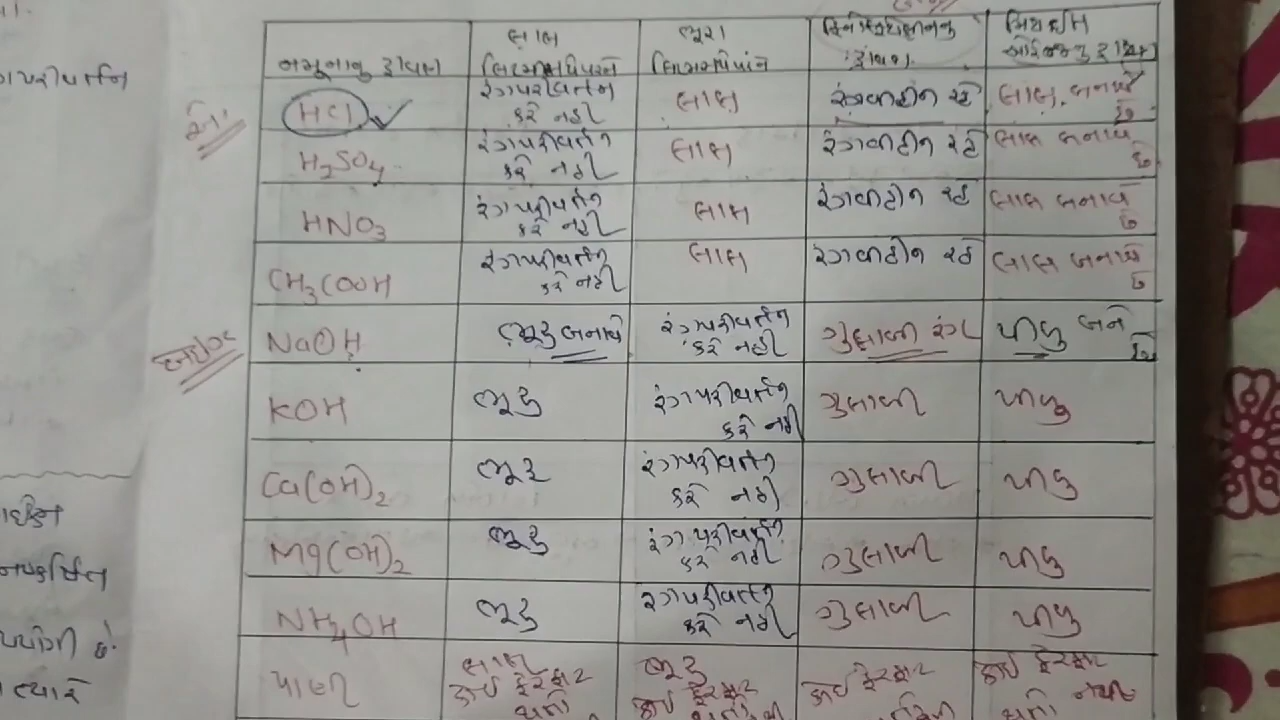 નમૂનાનુ દ્રાવણ
લાલ
લિટમસપેપરને
ભૂરા
લિટમસપેપરને
ફિનોલ્ફથેલીનનુ
દ્રાવણ
મિથાઈલ
ઓરેન્જનુ દ્રાવણ
HCl
રંગપરીવર્તન
કરે નહી
લાલ
રંગવિહીન રહે
લાલ બનાવે
છે
H₂SO₄
રંગપરીવર્તન
કરે નહી
લાલ
રંગવિહીન રહે
લાલ બનાવે
છે
HNO₃
રંગપરીવર્તન
કરે નહી
લાલ
રંગવિહીન રહે
લાલ બનાવે
છે
CH₃COOH
રંગપરીવર્તન
કરે નહી
લાલ
રંગવિહીન રહે
લાલ બનાવે
છે
NaOH
ભૂરુ બનાવે
રંગપરીવર્તન
કરે નહી
ગુલાબી રંગ
પીળુ બને
છે
KOH
ભૂરુ
રંગપરીવર્તન
કરે નહી
ગુલાબી
પીળુ
Ca(OH)₂
ભૂરુ
રંગપરીવર્તન
કરે નહી
ગુલાબી
પીળુ
Mg(OH)₂
ભૂરુ
રંગપરીવર્તન
કરે નહી
ગુલાબી
પીળુ
NH₄OH
ભૂરુ
રંગપરીવર્તન
કરે નહી
ગુલાબી
પીળુ
પાણી
લાલ
કોઈ ફેરફાર
થતો
ભૂરુ
કોઈ ફેરફાર
કોઈ ફેરફાર
કોઈ ફેરફાર
થતો નથી